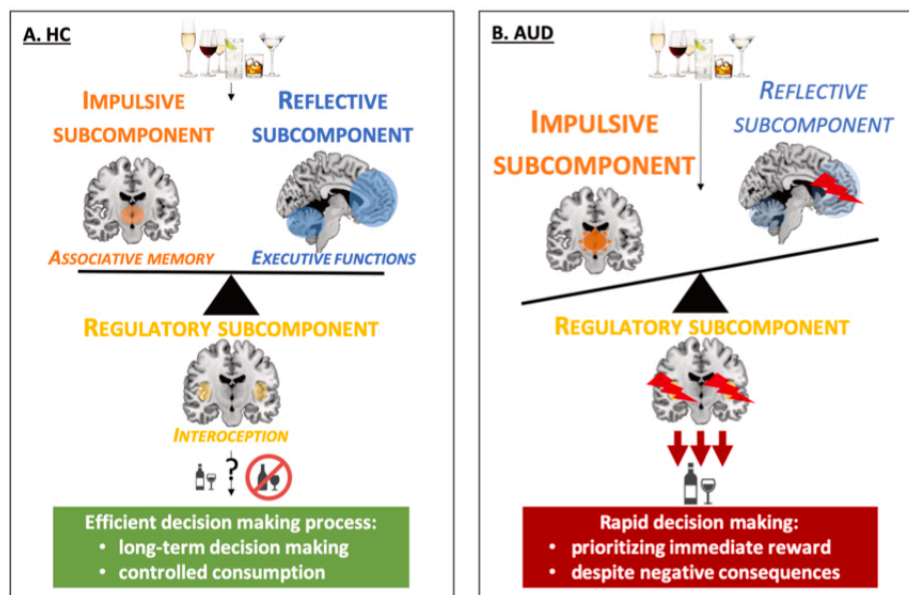 A. HC
IMPULSIVE
SUBCOMPONENT
REFLECTIVE
SUBCOMPONENT
ASSOCIATIVE MEMORY
EXECUTIVE FUNCTIONS
REGULATORY SUBCOMPONENT
INTEROCEPTION
?
Efficient decision making process:
• long-term decision making
• controlled consumption
B. AUD
IMPULSIVE
SUBCOMPONENT
REFLECTIVE
SUBCOMPONENT
REGULATORY SUBCOMPONENT
Rapid decision making:
• prioritizing immediate reward
• despite negative consequences